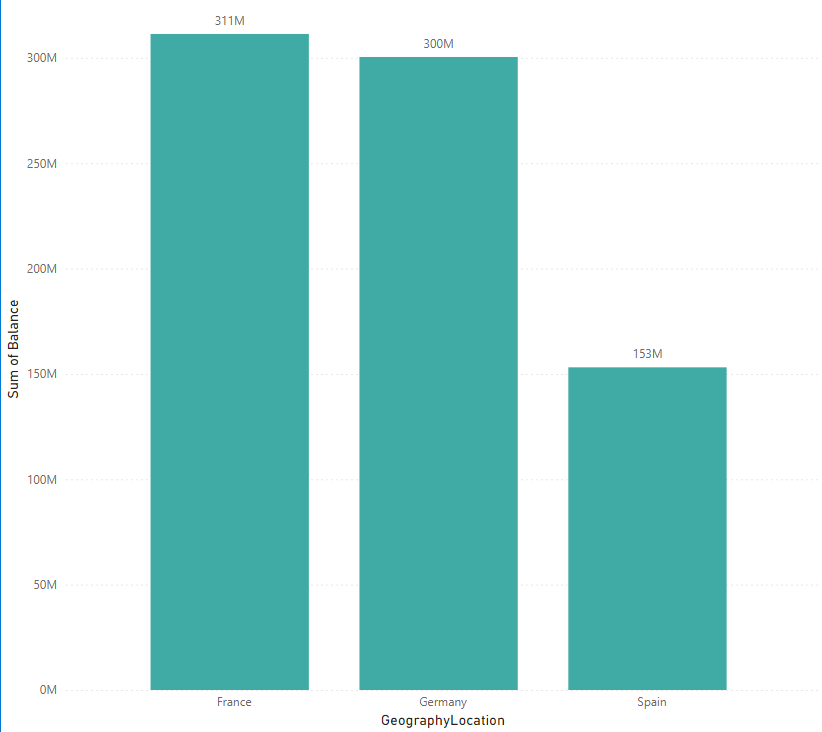 311M
300M
300M
250M
200M
153M
150M
100M
50M
0M
Sum of Balance
France Germany Spain
GeographyLocation